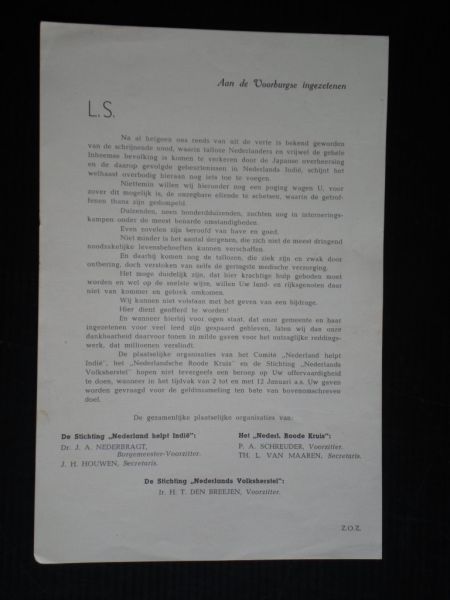 Aan de Voorburgse ingezetenen
L.S.
Na al hetgeen ons reeds van uit de verte is bekend geworden
van de schrijnende nood, waarin talloze Nederlanders en vrijwel de gehele
Inheemse bevolking is komen te verkeren door de Japanse overheersing
en de daarop gevolgde gebeurtenissen in Nederlands Indië, schijnt het
welhaast overbodig hieraan nog iets toe te voegen.
Niettemin willen wij hieronder nog een poging wagen U, voor
zover dit mogelijk is, de onzegbare ellende te schetsen, waarin de getrof-
fenen thans zijn gedompeld.
Duizenden, neen honderdduizenden, zuchten nog in internerings-
kampen onder de meest benarde omstandigheden.
Even zovelen zijn beroofd van have en goed.
Niet minder is het aantal dergenen, die zich niet de meest dringend
noodzakelijke levensbehoeften kunnen verschaffen.
En daarbij komen nog de tallozen, die ziek zijn en zwak door
ontbering, doch verstoken van zelfs de geringste medische verzorging.
Het moge duidelijk zijn, dat hier krachtige hulp geboden moet
worden en wel op de snelste wijze, willen Uw land- en rijksgenoten daar
niet van kommer en gebrek omkomen.
Wij kunnen niet volstaan met het geven van een bijdrage.
Hier dient geofferd te worden!
En wanneer hierbij voor ogen staat, dat onze gemeente en haar
ingezetenen voor veel leed zijn gespaard gebleven, laten wij dan onze
dankbaarheid daarvoor tonen in milde gaven voor het ontzaglijke reddings-
werk, dat millioenen verslindt.
De plaatselijke organisaties van het Comite „Nederland helpt
Indië", het „Nederlandsche Roode Kruis" en de Stichting „Nederlands
Volksherstel" hopen niet tevergeefs een beroep op Uw offervaardigheid
te doen, wanneer in het tijdvak van 2 tot en met 12 Januari a.s. Uw gaven
worden gevraagd voor de geldinzameling ten bate van bovenomschreven
doel.
De gezamenlijke plaatselijke organisaties van:
De Stichting „Nederland helpt Indië":
Dr. J. A. NEDERBRAGT,
Burgemeester-Voorzitter.
J. H. HOUWEN, Secretaris.
Het „Nederl. Roode Kruis":
P. A. SCHREUDER, Voorzitter.
TH. L. VAN MAAREN, Secretaris.
De Stichting „Nederlands Volksherstel":
Ir. H. T. DEN BREEJEN, Voorzitter.
Z.O.Z.